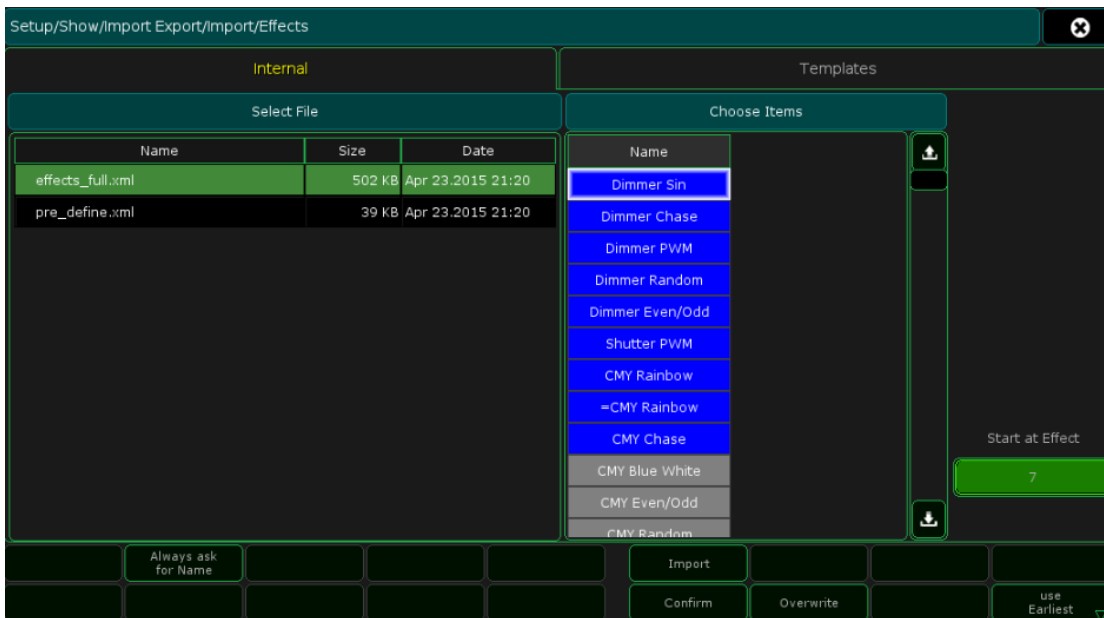 Setup/Show/Import Export/Import/Effects
Internal
Templates
Select File
Choose Items
Name Size Date
effects_full.xml 502 KB Apr 23.2015 21:20
pre_define.xml 39 KB Apr 23.2015 21:20
Name
Dimmer Sin
Dimmer Chase
Dimmer PWM
Dimmer Random
Dimmer Even/Odd
Shutter PWM
CMY Rainbow
=CMY Rainbow
CMY Chase
CMY Blue White
CMY Even/Odd
CMY Random
Start at Effect
7
Always ask
for Name
Import
Confirm
Overwrite
use
Earliest